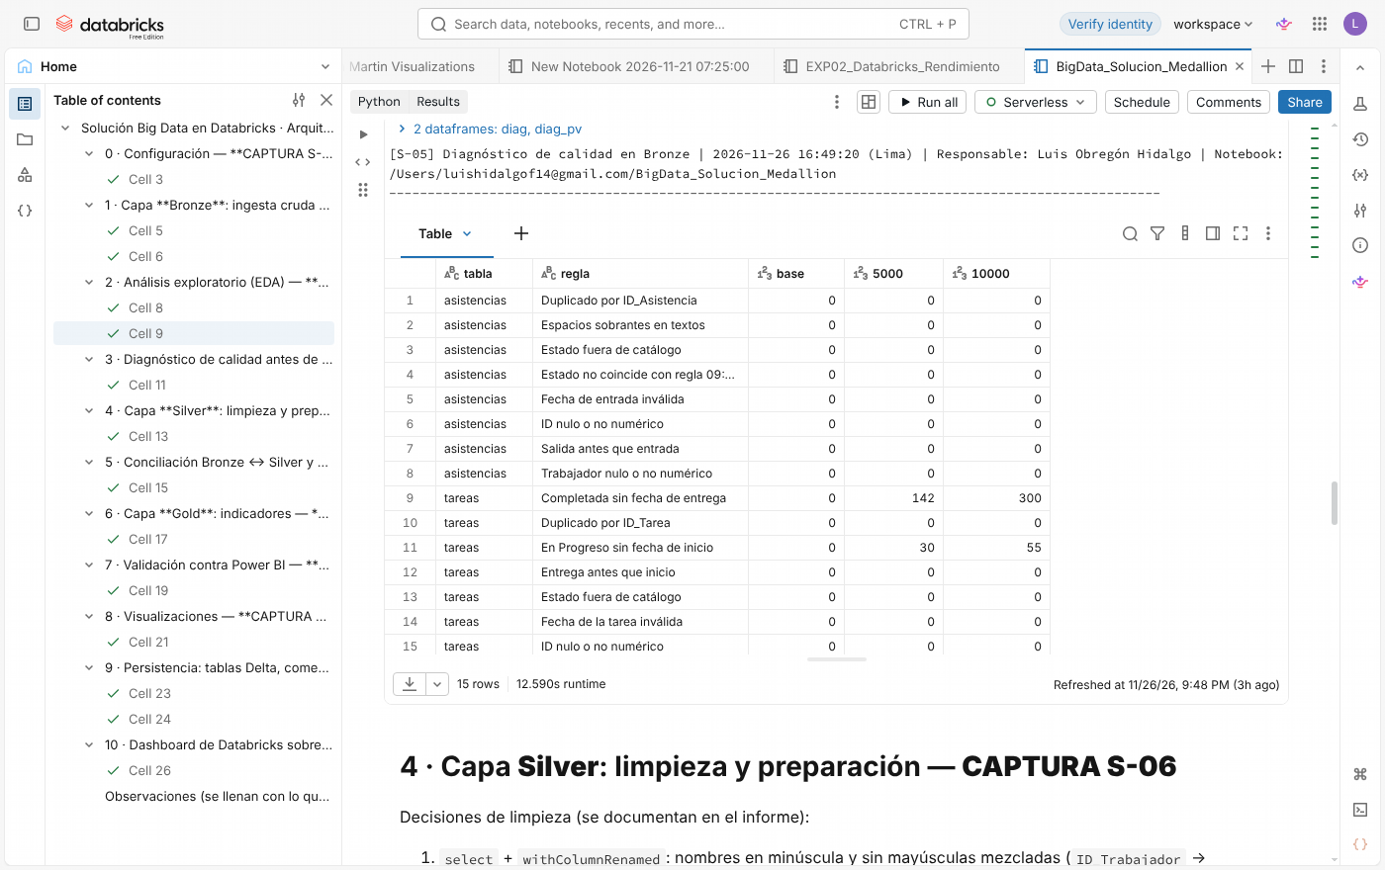 databricks
Free Edition
Search data, notebooks, recents, and more...
CTRL + P
Verify identity
workspace
L
Home
Martin Visualizations
New Notebook 2026-11-21 07:25:00
EXP02_Databricks_Rendimiento
BigData_Solucion_Medallion
Table of contents
Python
Results
Run all
Serverless
Schedule
Comments
Share
Solución Big Data en Databricks · Arquit...
0 · Configuración — **CAPTURA S-...
Cell 3
1 · Capa **Bronze**: ingesta cruda ...
Cell 5
Cell 6
2 · Análisis exploratorio (EDA) — **...
Cell 8
Cell 9
3 · Diagnóstico de calidad antes de ...
Cell 11
4 · Capa **Silver**: limpieza y prep...
Cell 13
5 · Conciliación Bronze ↔ Silver y ...
Cell 15
6 · Capa **Gold**: indicadores — *...
Cell 17
7 · Validación contra Power BI — **...
Cell 19
8 · Visualizaciones — **CAPTURA ...
Cell 21
9 · Persistencia: tablas Delta, come...
Cell 23
Cell 24
10 · Dashboard de Databricks sobre...
Cell 26
Observaciones (se llenan con lo qu...
2 dataframes: diag, diag_pv
[S-05] Diagnóstico de calidad en Bronze | 2026-11-26 16:49:20 (Lima) | Responsable: Luis Obregón Hidalgo | Notebook:
/Users/luishidalgof14@gmail.com/BigData_Solucion_Medallion
----------------------------------------------------------------------------------------------------
Table
tabla regla base 5000 10000
1 asistencias Duplicado por ID_Asistencia 0 0 0
2 asistencias Espacios sobrantes en textos 0 0 0
3 asistencias Estado fuera de catálogo 0 0 0
4 asistencias Estado no coincide con regla 09:... 0 0 0
5 asistencias Fecha de entrada inválida 0 0 0
6 asistencias ID nulo o no numérico 0 0 0
7 asistencias Salida antes que entrada 0 0 0
8 asistencias Trabajador nulo o no numérico 0 0 0
9 tareas Completada sin fecha de entrega 0 142 300
10 tareas Duplicado por ID_Tarea 0 0 0
11 tareas En Progreso sin fecha de inicio 0 30 55
12 tareas Entrega antes que inicio 0 0 0
13 tareas Estado fuera de catálogo 0 0 0
14 tareas Fecha de la tarea inválida 0 0 0
15 tareas ID nulo o no numérico 0 0 0
15 rows
12.590s runtime
Refreshed at 11/26/26, 9:48 PM (3h ago)
4 · Capa Silver: limpieza y preparación — CAPTURA S-06
Decisiones de limpieza (se documentan en el informe):
1. select + withColumnRenamed : nombres en minúscula y sin mayúsculas mezcladas ( ID_Trabajador →